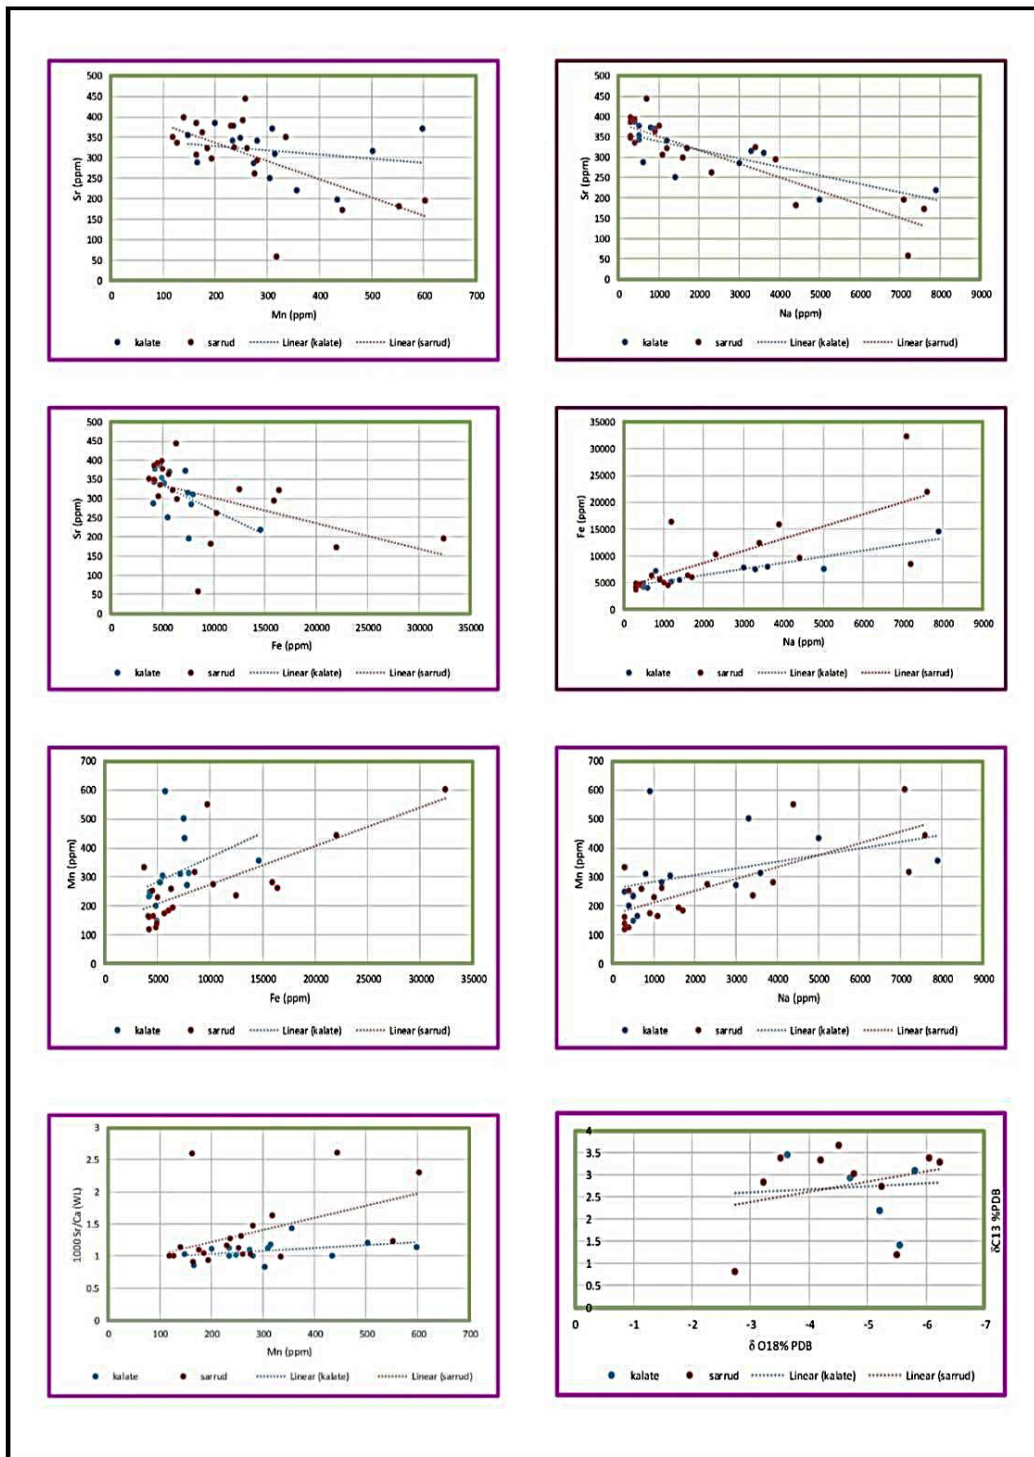 500
450
400
350
300
250
200
150
100
50
0
Sr (ppm)
0 100 200 300 400 500 600 700
Mn (ppm)
kalate sarrud Linear (kalate) Linear (sarrud)
500
450
400
350
300
250
200
150
100
50
0
Sr (ppm)
0 1000 2000 3000 4000 5000 6000 7000 8000 9000
Na (ppm)
kalate sarrud Linear (kalate) Linear (sarrud)
500
450
400
350
300
250
200
150
100
50
0
Sr (ppm)
0 5000 10000 15000 20000 25000 30000 35000
Fe (ppm)
kalate sarrud Linear (kalate) Linear (sarrud)
35000
30000
25000
20000
15000
10000
5000
0
Fe (ppm)
0 1000 2000 3000 4000 5000 6000 7000 8000 9000
Na (ppm)
kalate sarrud Linear (kalate) Linear (sarrud)
700
600
500
400
300
200
100
0
Mn (ppm)
0 5000 10000 15000 20000 25000 30000 35000
Fe (ppm)
kalate sarrud Linear (kalate) Linear (sarrud)
700
600
500
400
300
200
100
0
Mn (ppm)
0 1000 2000 3000 4000 5000 6000 7000 8000 9000
Na (ppm)
kalate sarrud Linear (kalate) Linear (sarrud)
3
2.5
2
1.5
1
0.5
0
1000 Sr/Ca (WL)
0 100 200 300 400 500 600 700
Mn (ppm)
kalate sarrud Linear (kalate) Linear (sarrud)
4
3.5
3
2.5
2
1.5
1
0.5
0
δC13 %PDB
0 -1 -2 -3 -4 -5 -6 -7
δ O18% PDB
kalate sarrud Linear (kalate) Linear (sarrud)